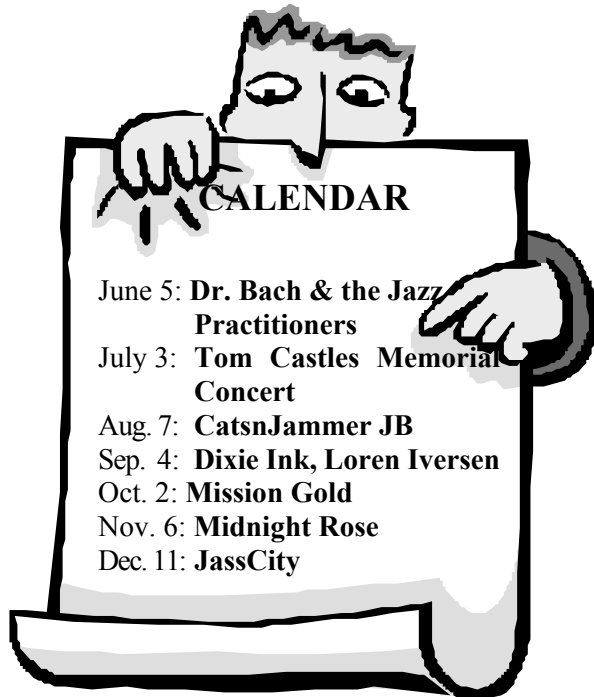 CALENDAR
June 5: Dr. Bach & the Jazz
Practitioners
July 3: Tom Castles Memorial
Concert
Aug. 7: CatsnJammer JB
Sep. 4: Dixie Ink, Loren Iversen
Oct. 2: Mission Gold
Nov. 6: Midnight Rose
Dec. 11: JassCity